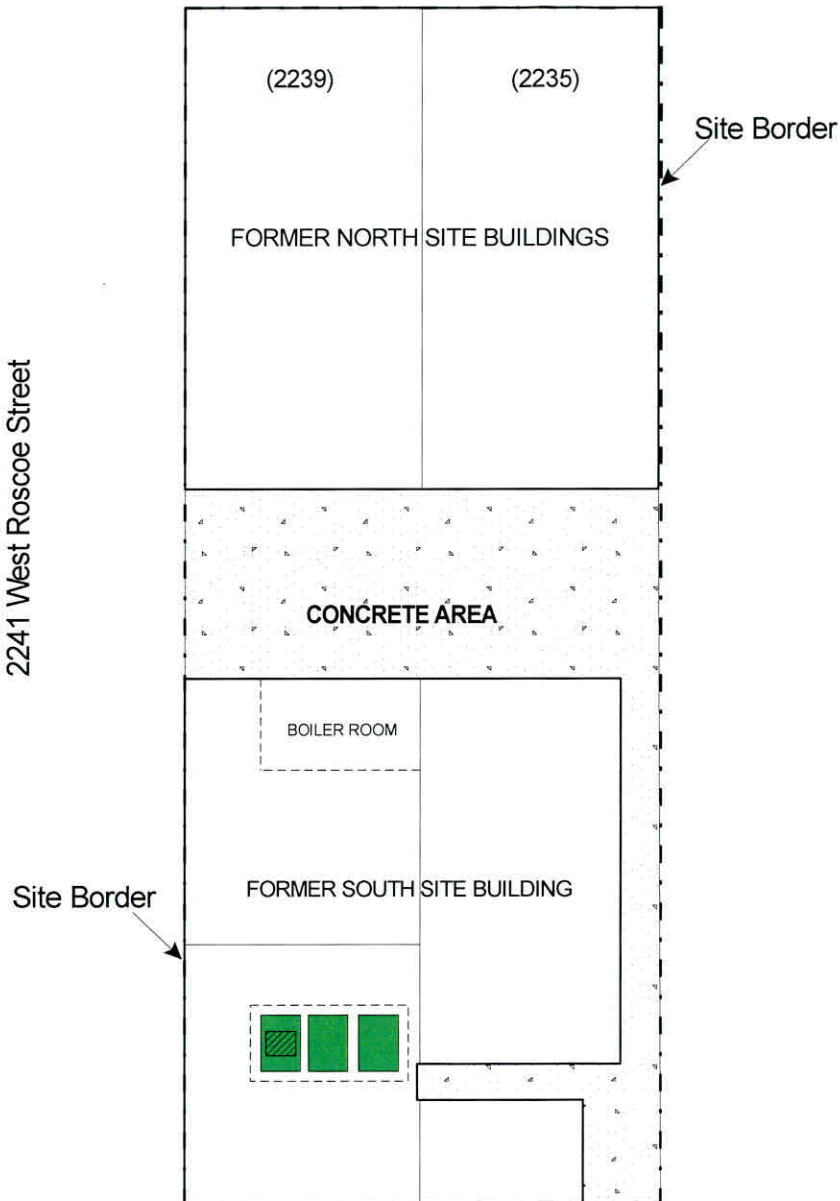 (2239)
(2235)
Site Border
FORMER NORTH SITE BUILDINGS
2241 West Roscoe Street
CONCRETE AREA
BOILER ROOM
FORMER SOUTH SITE BUILDING
Site Border